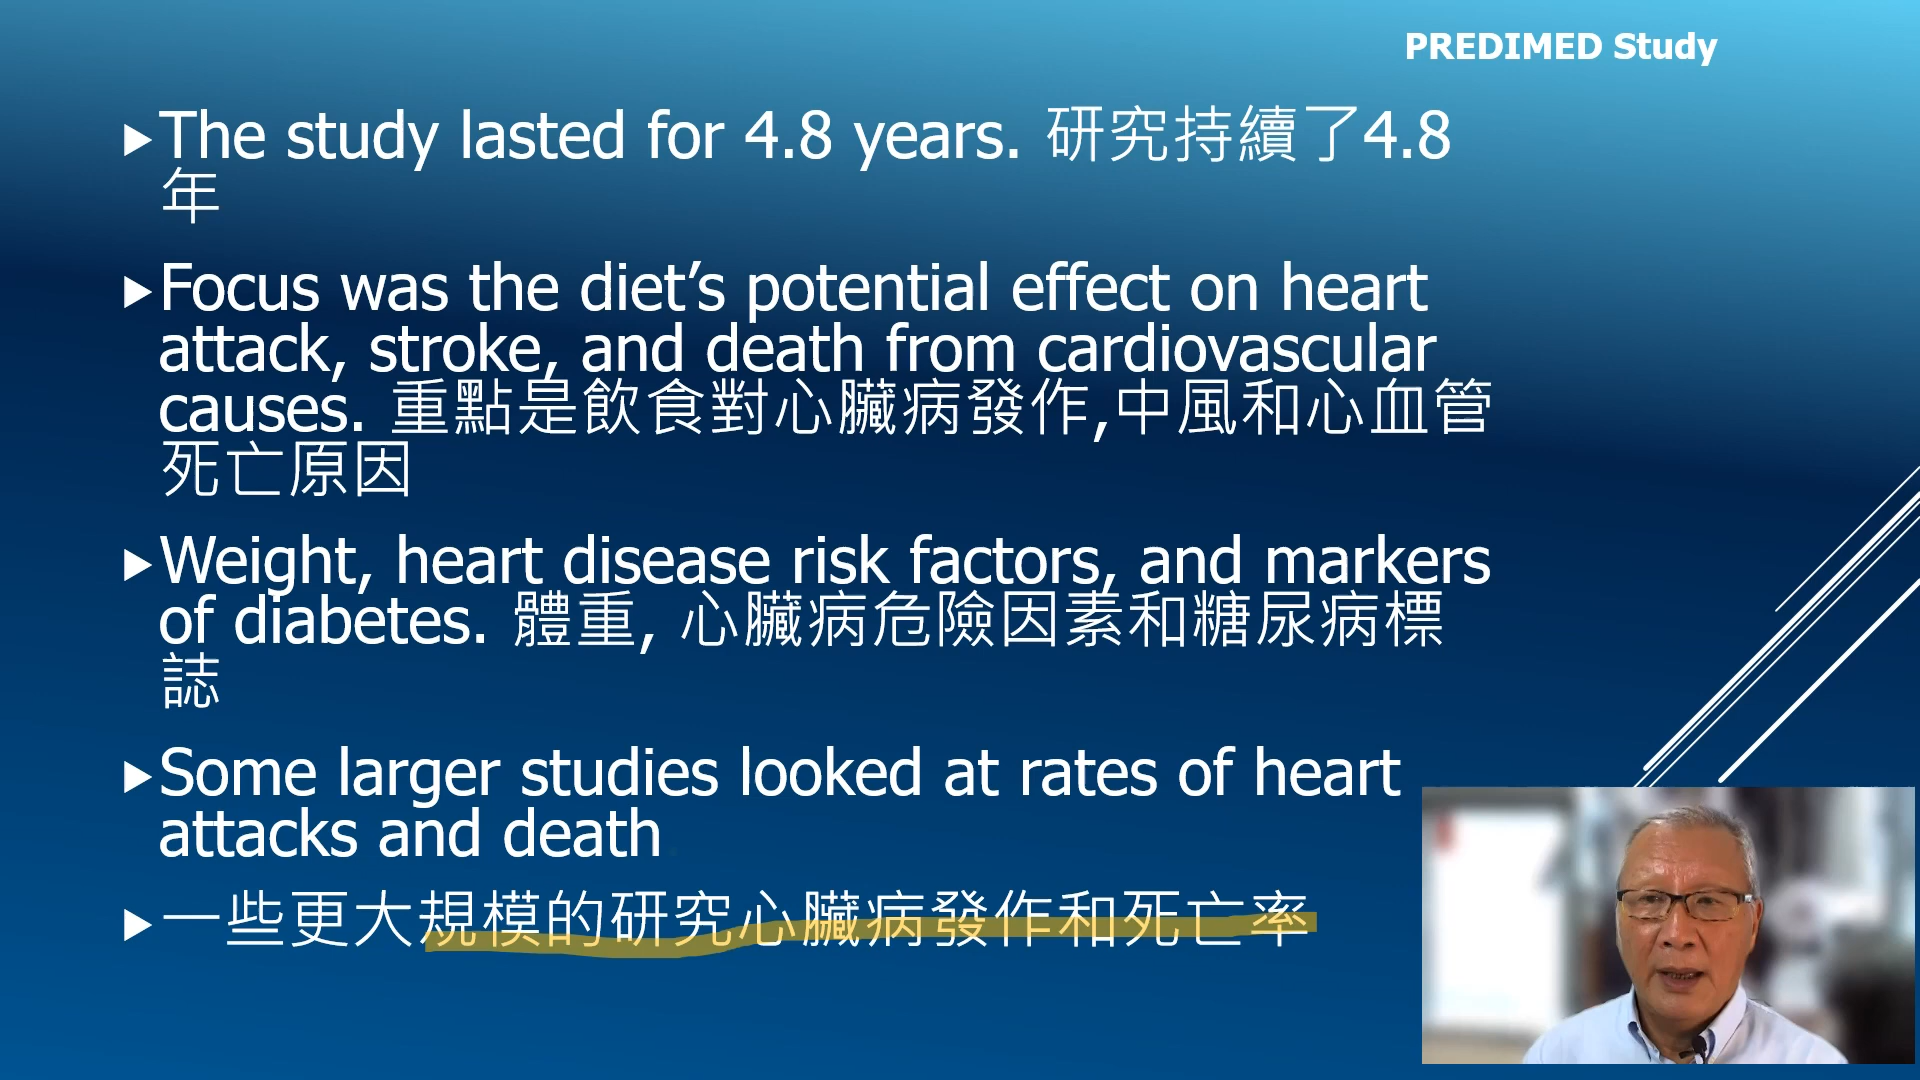 PREDIMED Study
The study lasted for 4.8 years. 研究持續了4.8
年
Focus was the diet’s potential effect on heart
attack, stroke, and death from cardiovascular
causes. 重點是飲食對心臟病發作,中風和心血管
死亡原因
Weight, heart disease risk factors, and markers
of diabetes. 體重, 心臟病危險因素和糖尿病標
誌
Some larger studies looked at rates of heart
attacks and death
一些更大規模的研究心臟病發作和死亡率